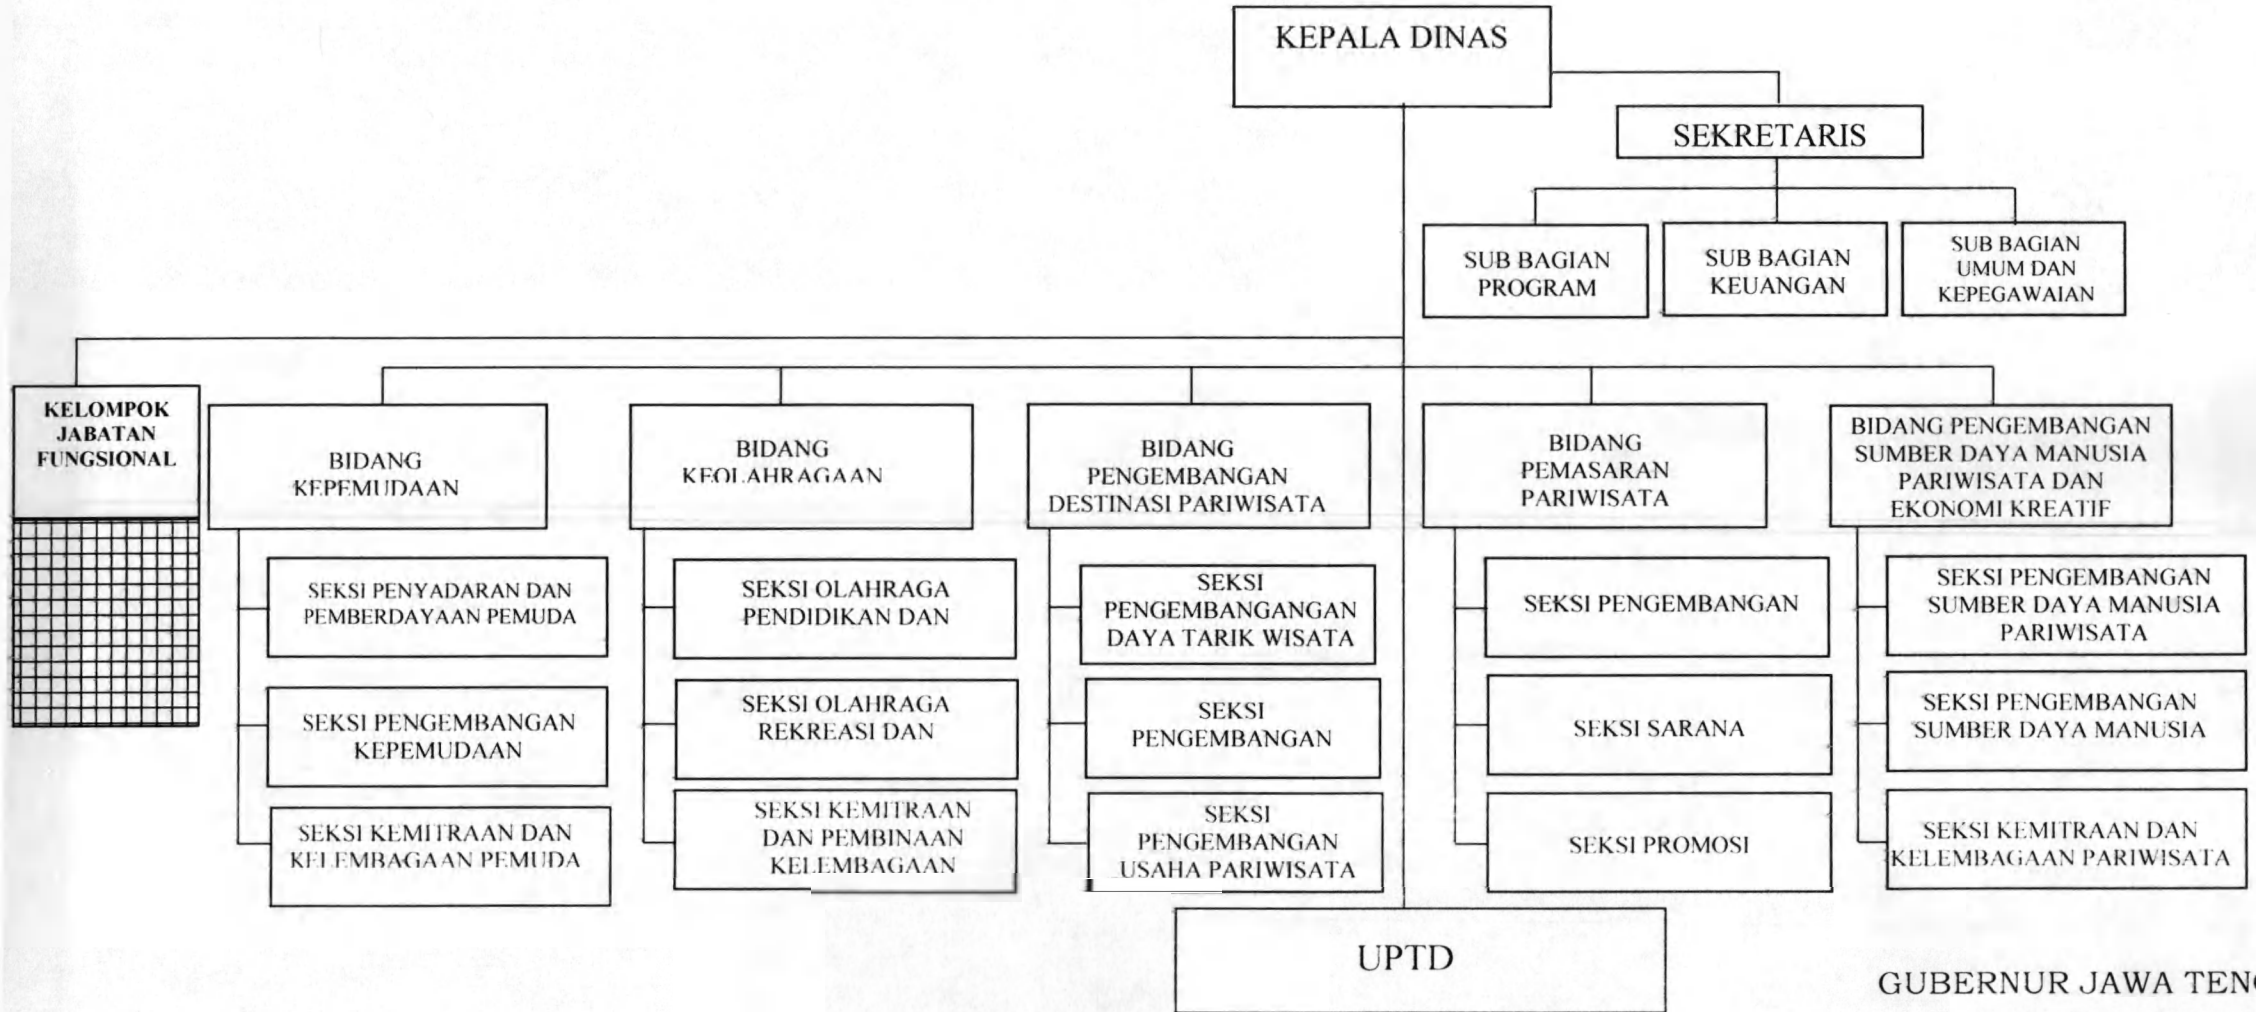 KEPALA DINAS
SEKRETARIS
SUB BAGIAN
PROGRAM
SUB BAGIAN
KEUANGAN
SUB BAGIAN
UMUM DAN
KEPEGAWAIAN
KELOMPOK
JABATAN
FUNGSIONAL
BIDANG
KEPEMUDAAN
BIDANG
KEOLAHRAGAAN
BIDANG
PENGEMBANGAN
DESTINASI PARIWISATA
BIDANG
PEMASARAN
PARIWISATA
BIDANG PENGEMBANGAN
SUMBER DAYA MANUSIA
PARIWISATA DAN
EKONOMI KREATIF
SEKSI PENYADARAN DAN
PEMBERDAYAAN PEMUDA
SEKSI PENGEMBANGAN
KEPEMUDAAN
SEKSI KEMITRAAN DAN
KELEMBAGAAN PEMUDA
SEKSI OLAHRAGA
PENDIDIKAN DAN
SEKSI OLAHRAGA
REKREASI DAN
SEKSI KEMITRAAN
DAN PEMBINAAN
KELEMBAGAAN
SEKSI
PENGEMBANGANGAN
DAYA TARIK WISATA
SEKSI
PENGEMBANGAN
SEKSI
PENGEMBANGAN
USAHA PARIWISATA
SEKSI PENGEMBANGAN
SEKSI SARANA
SEKSI PROMOSI
SEKSI PENGEMBANGAN
SUMBER DAYA MANUSIA
PARIWISATA
SEKSI PENGEMBANGAN
SUMBER DAYA MANUSIA
SEKSI KEMITRAAN DAN
KELEMBAGAAN PARIWISATA
UPTD
GUBERNUR JAWA